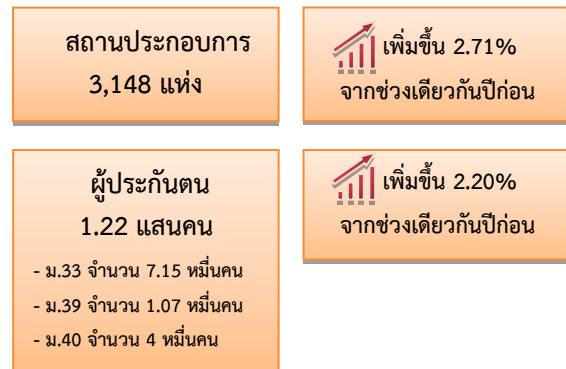 สถานประกอบการ
3,148 แห่ง
เพิ่มขึ้น 2.71%
จากช่วงเดียวกันปีก่อน
ผู้ประกันตน
1.22 แสนคน
- ม.33 จำนวน 7.15 หมื่นคน
- ม.39 จำนวน 1.07 หมื่นคน
- ม.40 จำนวน 4 หมื่นคน
เพิ่มขึ้น 2.20%
จากช่วงเดียวกันปีก่อน